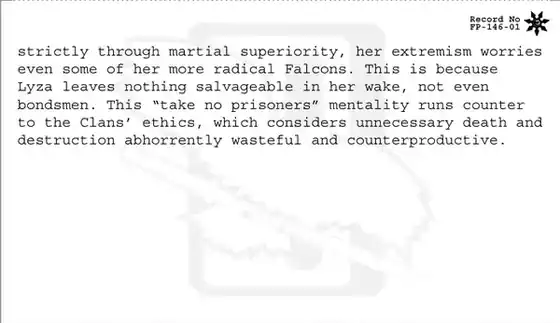 Record No
FP-146-01
strictly through martial superiority, her extremism worries
even some of her more radical Falcons. This is because
Lyza leaves nothing salvageable in her wake, not even
bondsmen. This “take no prisoners” mentality runs counter
to the Clans’ ethics, which considers unnecessary death and
destruction abhorrently wasteful and counterproductive.